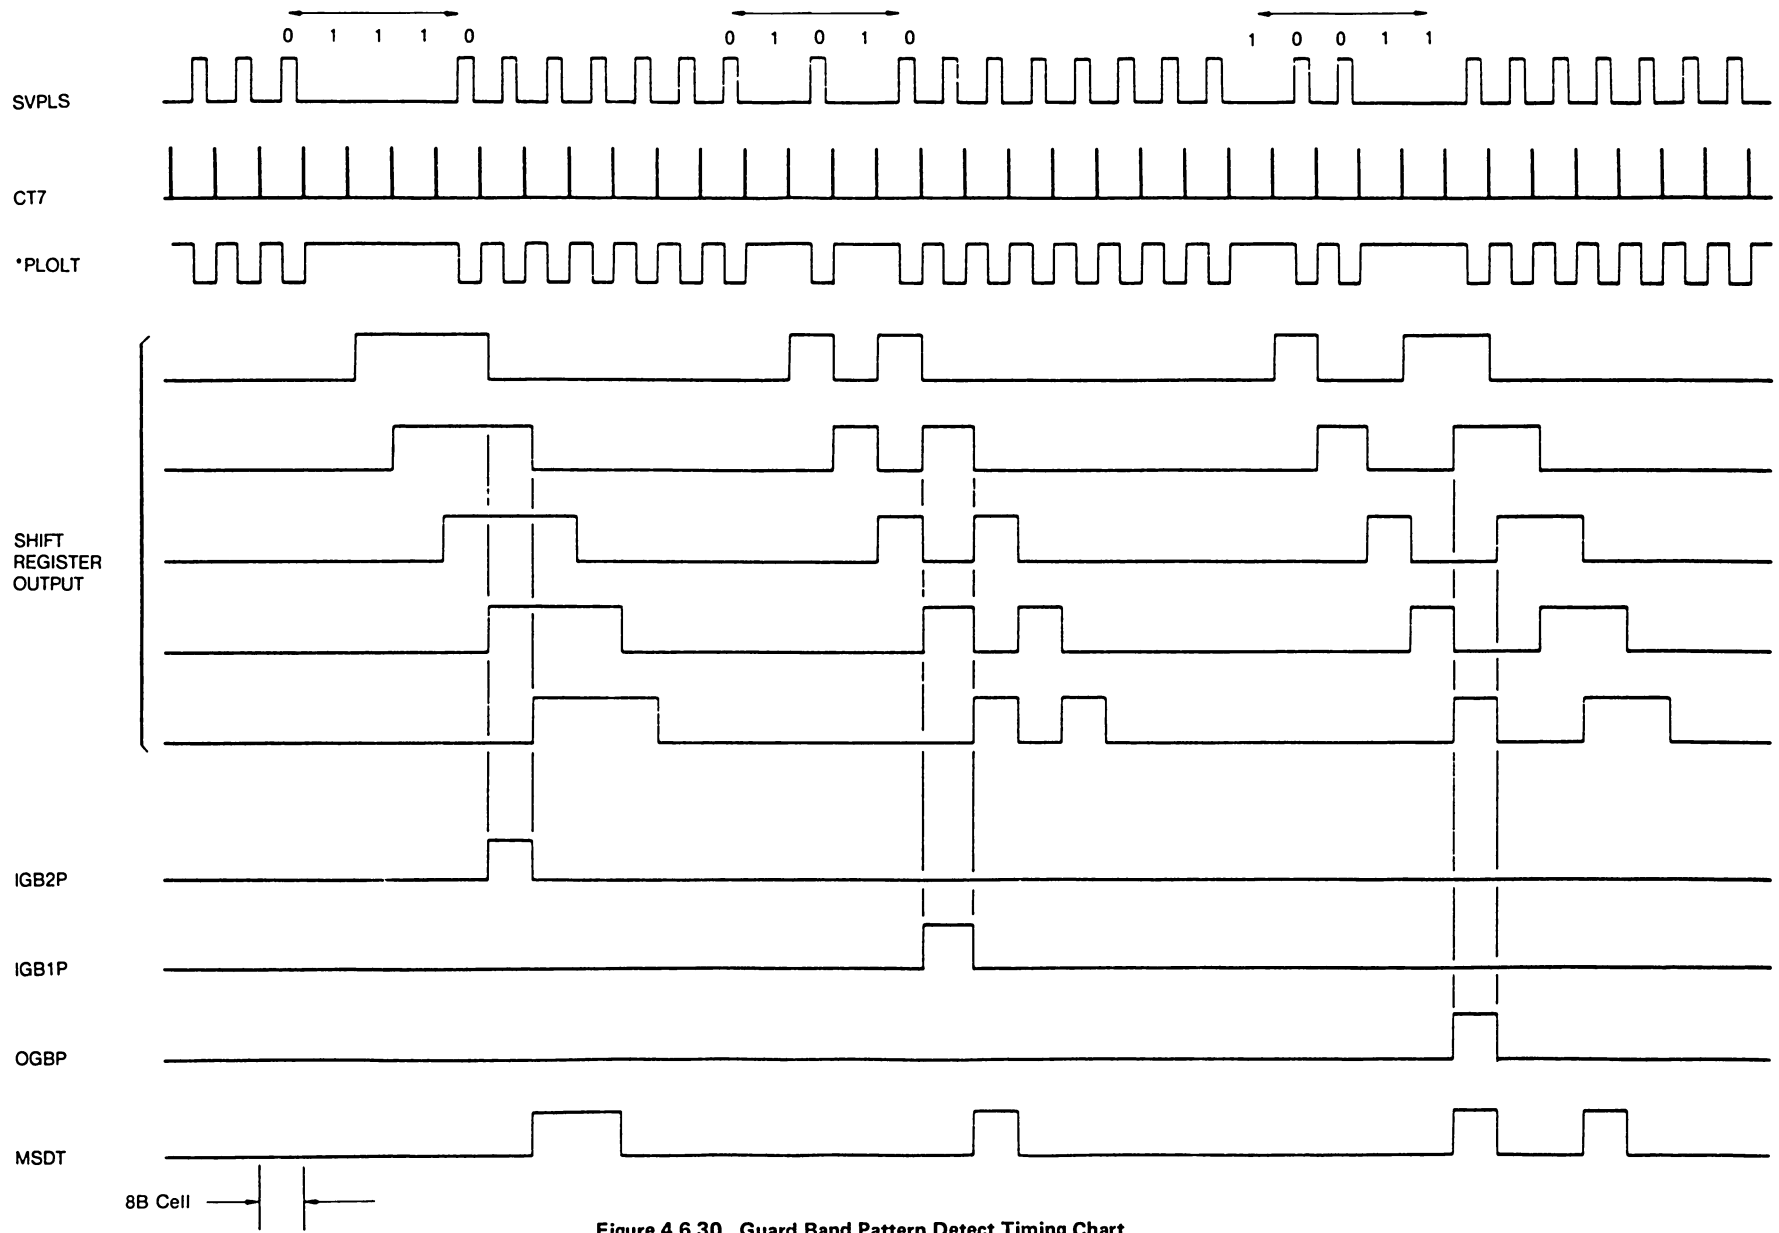 0 1 1 1 0 0 1 0 1 0 1 0 0 1 1
SVPLS
CT7
*PLOLT
SHIFT
REGISTER
OUTPUT
IGB2P
IGB1P
OGBP
MSDT
8B Cell
Figure 4.6.30 Guard Band Pattern Detect Timing Chart